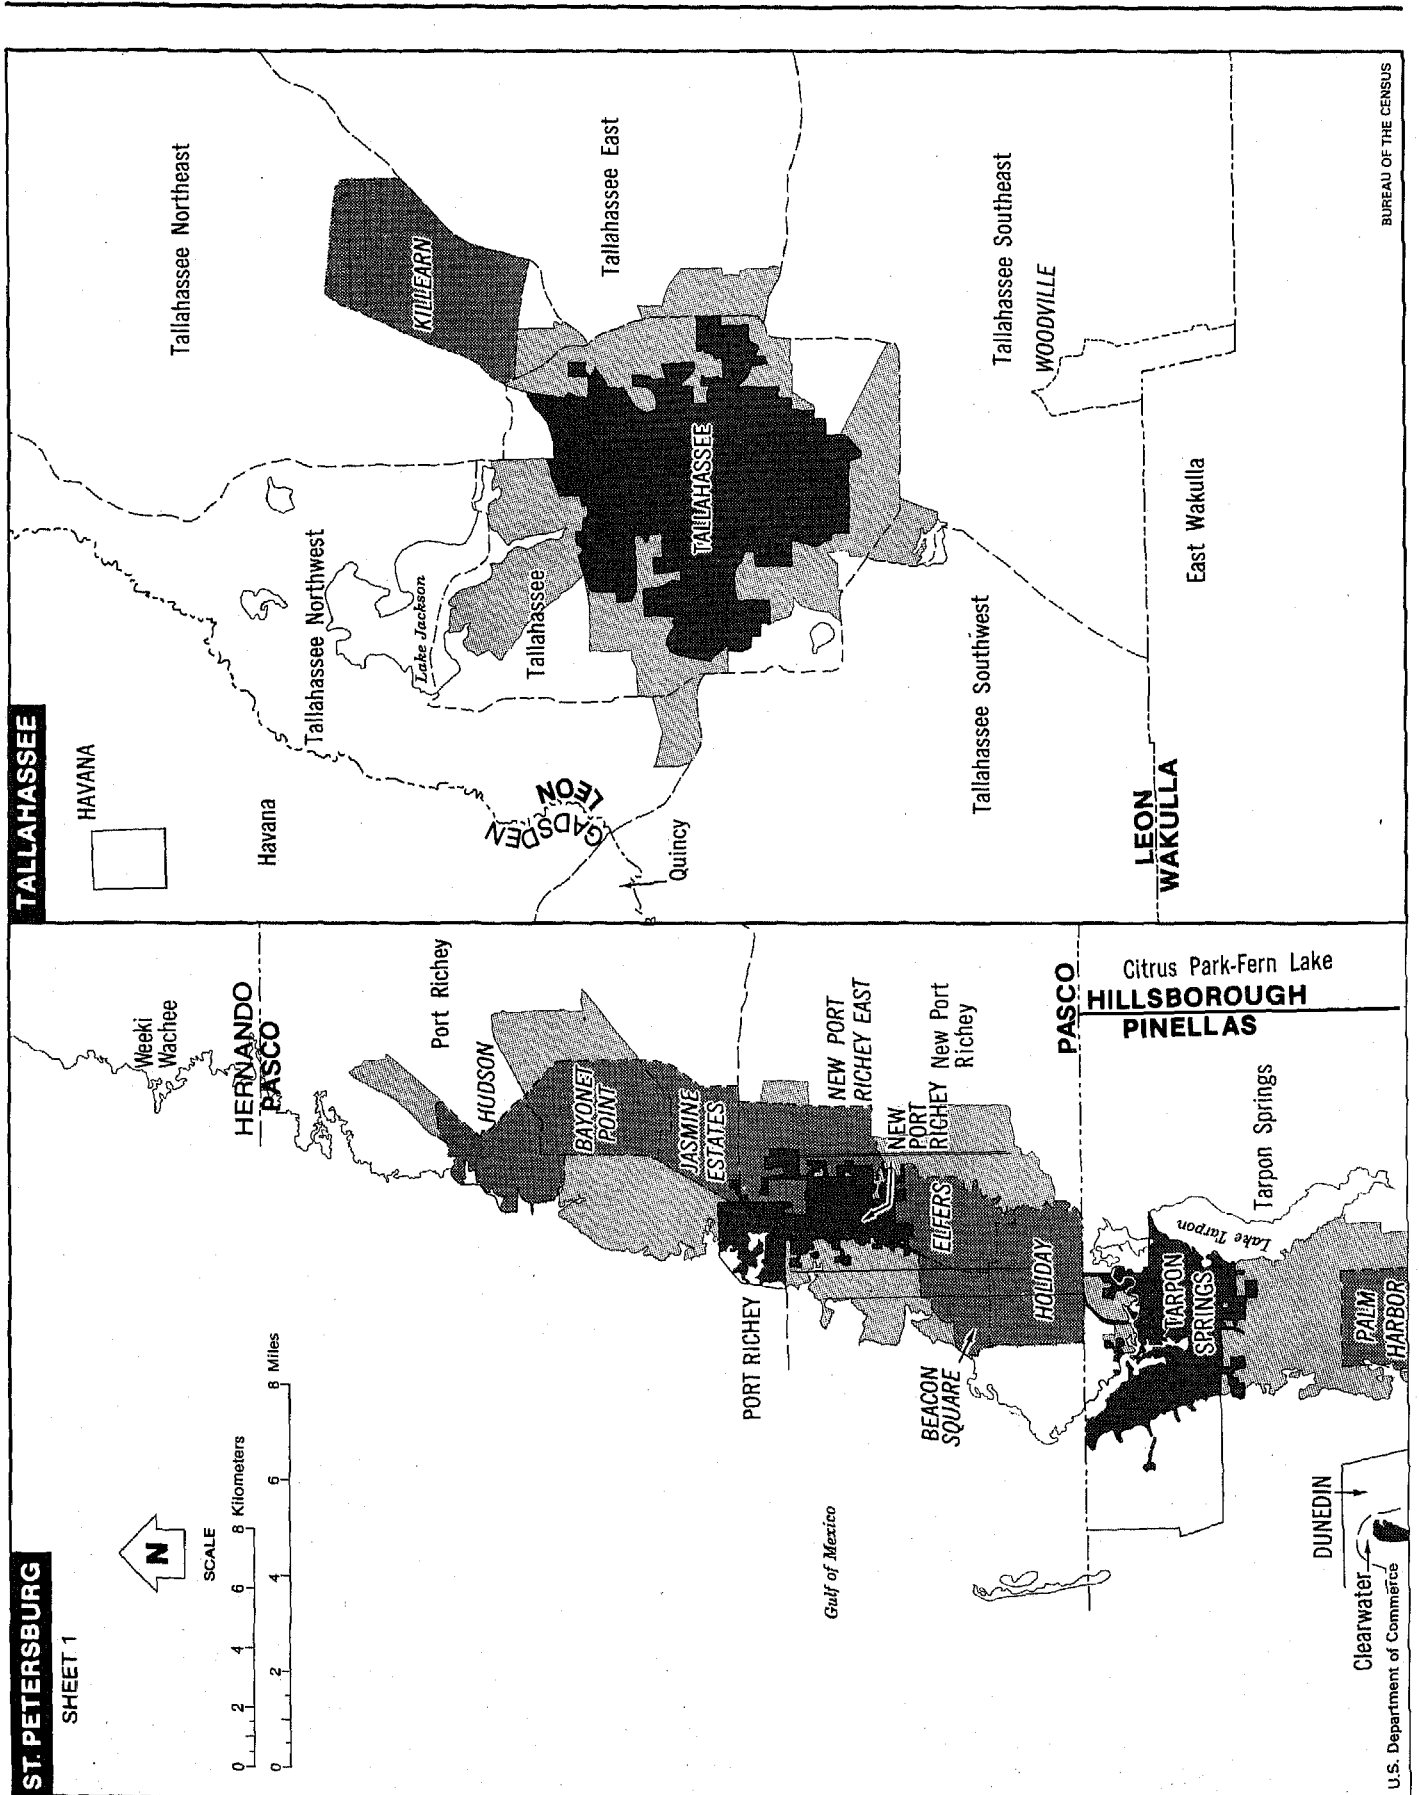 ST. PETERSBURG
SHEET 1
N
SCALE
0 2 4 6 8 Kilometers
0 2 4 6 8 Miles
Weeki
Wachee
HERNANDO
PASCO
Port Richey
HUDSON
BAYONET
POINT
JASMINE
ESTATES
NEW PORT
RICHEY EAST
NEW
PORT
RICHEY
New Port
Richey
PORT RICHEY
ELFERS
HOLIDAY
BEACON
SQUARE
Gulf of Mexico
PASCO
HILLSBOROUGH
PINELLAS
Citrus Park-Fern Lake
Tarpon Springs
Lake Tarpon
TARPON
SPRINGS
PALM
HARBOR
DUNEDIN
Clearwater
U.S. Department of Commerce
TALLAHASSEE
HAVANA
Havana
Tallahassee Northeast
Tallahassee Northwest
Lake Jackson
KILLEARN
GADSDEN
LEON
Quincy
Tallahassee
Tallahassee East
TALLAHASSEE
Tallahassee Southwest
Tallahassee Southeast
WOODVILLE
LEON
WAKULLA
East Wakulla
BUREAU OF THE CENSUS